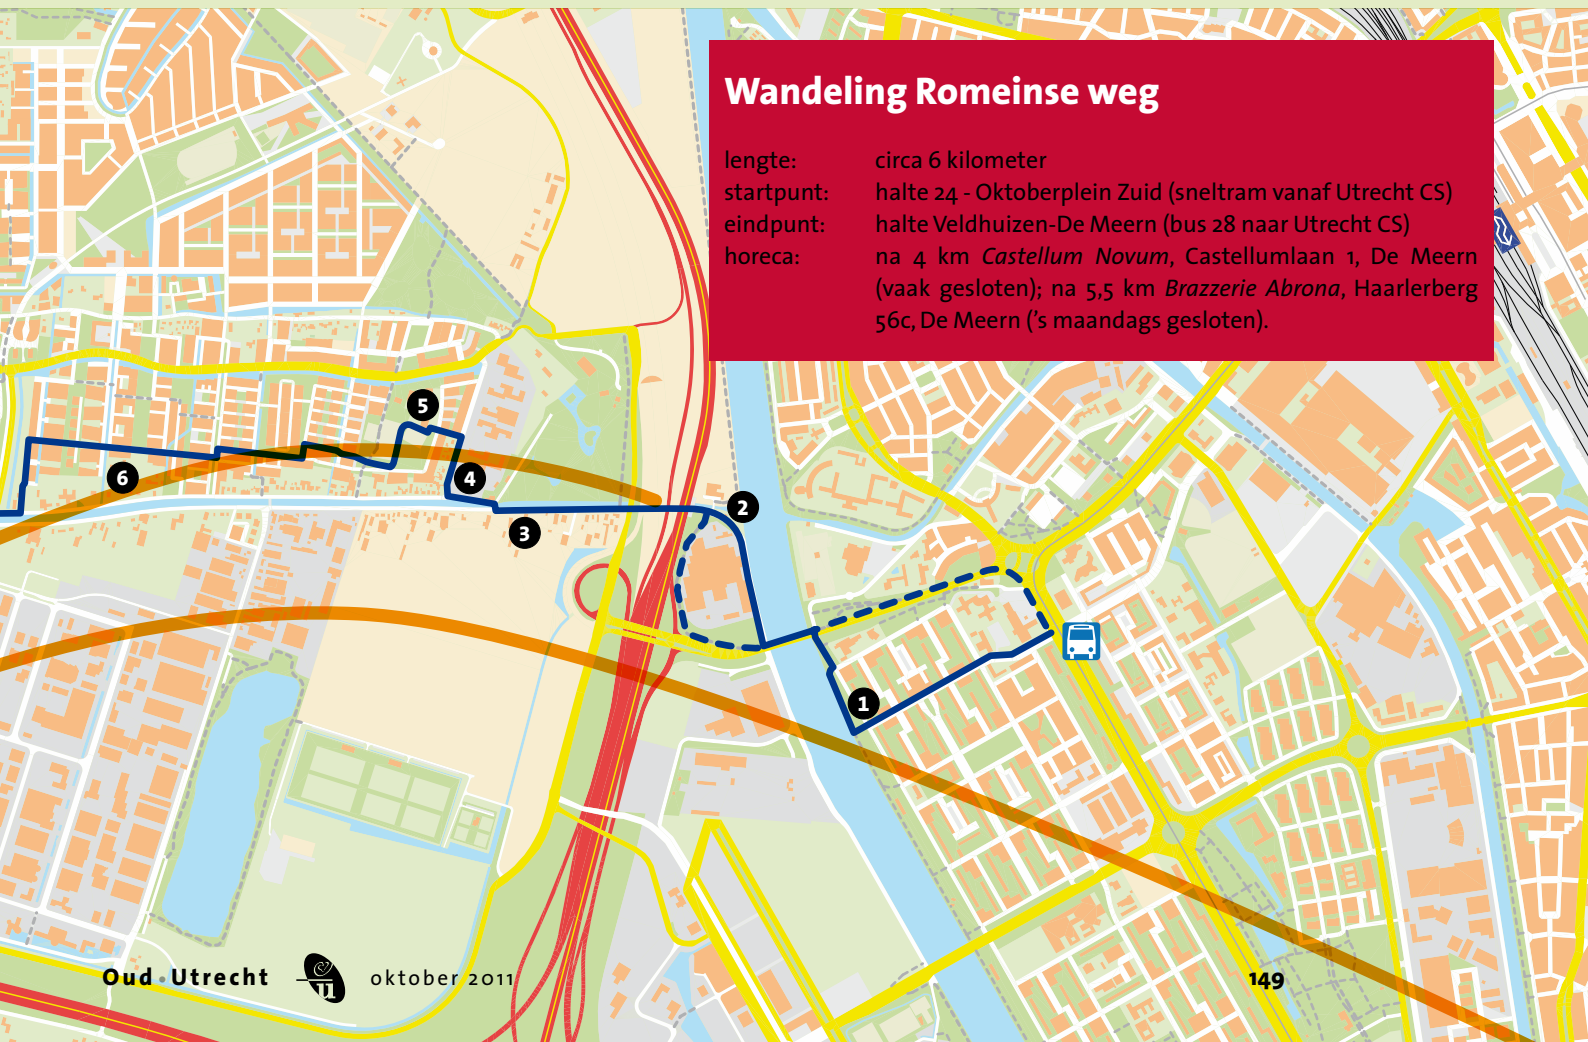 Wandeling Romeinse weg
lengte: circa 6 kilometer
startpunt: halte 24 - Oktoberplein Zuid (sneltram vanaf Utrecht CS)
eindpunt: halte Veldhuizen-De Meern (bus 28 naar Utrecht CS)
horeca: na 4 km Castellum Novum, Castellumlaan 1, De Meern
(vaak gesloten); na 5,5 km Brazzerie Abrona, Haarlerberg
56c, De Meern ('s maandags gesloten).
5
6
4
2
3
1
Oud • Utrecht
oktober 2011
149